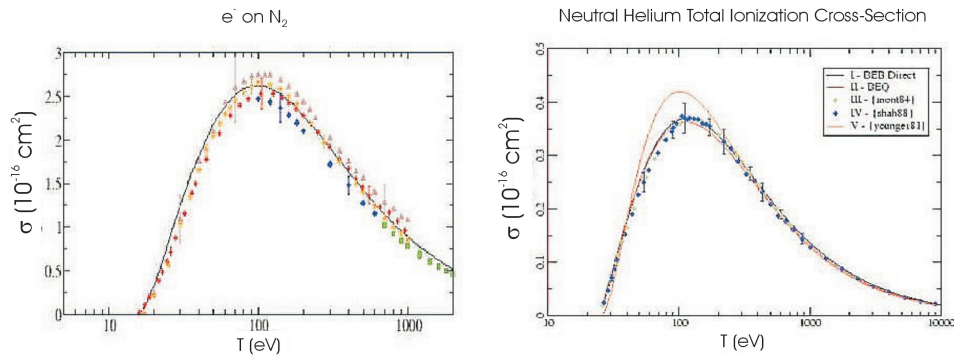 e⁻ on N₂
σ (10⁻¹⁶ cm²)
3
2.5
2
1.5
1
0.5
0
10
100
1000
T (eV)
Neutral Helium Total Ionization Cross-Section
σ (10⁻¹⁶ cm²)
0.5
0.4
0.3
0.2
0.1
0
10
100
1000
10000
T (eV)
I - BEB Direct
II - BEQ
III - {mont84}
IV - {shah88}
V - {younger81}